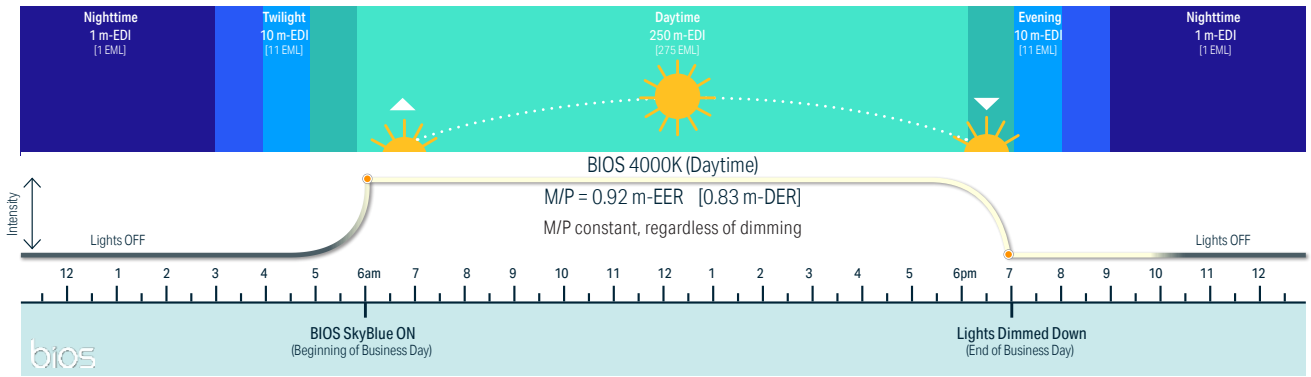 Nighttime
1 m-EDI
[1 EML]
Twilight
10 m-EDI
[11 EML]
Daytime
250 m-EDI
[275 EML]
Evening
10 m-EDI
[11 EML]
Nighttime
1 m-EDI
[1 EML]
BIOS 4000K (Daytime)
M/P = 0.92 m-EER [0.83 m-DER]
M/P constant, regardless of dimming
Intensity
Lights OFF
Lights OFF
12 1 2 3 4 5 6am 7 8 9 10 11 12 1 2 3 4 5 6pm 7 8 9 10 11 12
BIOS SkyBlue ON
(Beginning of Business Day)
Lights Dimmed Down
(End of Business Day)
bios